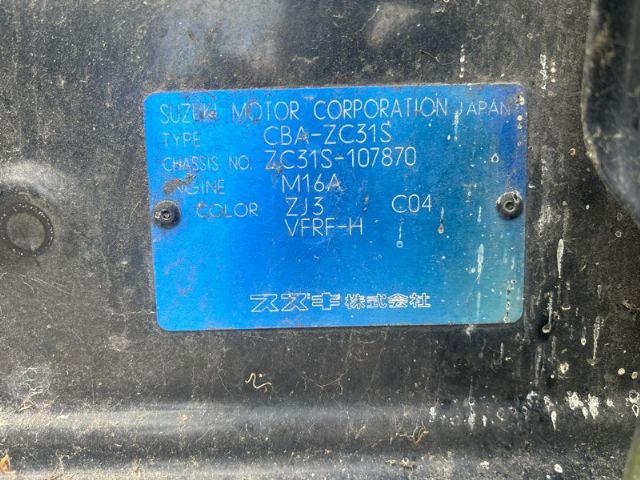 SUZUKI MOTOR CORPORATION JAPAN
TYPE CBA-ZC31S
CHASSIS NO. ZC31S-107870
ENGINE M16A
COLOR ZJ3 C04
VFRF-H
スズキ株式会社